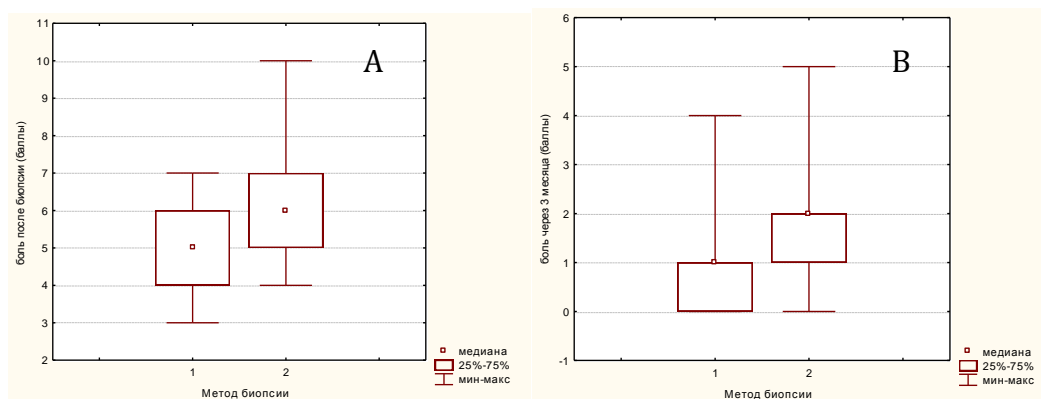 A
боль после биопсии (баллы)
11
10
9
8
7
6
5
4
3
2
1
2
Метод биопсии
медиана
25%-75%
мин-макс
B
боль через 3 месяца (баллы)
6
5
4
3
2
1
0
-1
1
2
Метод биопсии
медиана
25%-75%
мин-макс